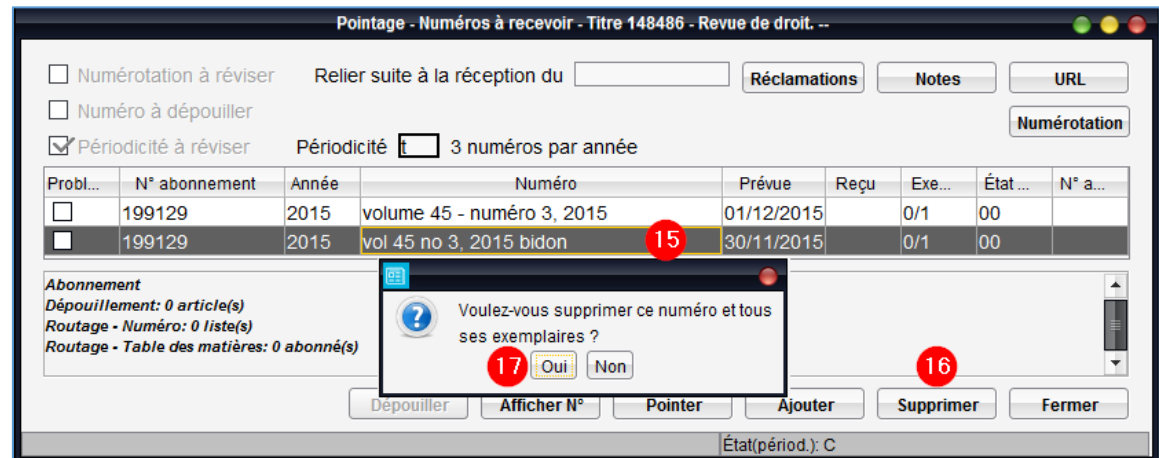 Pointage - Numéros à recevoir - Titre 148486 - Revue de droit. --
Numérotation à réviser Relier suite à la réception du Réclamations Notes URL
Numéro à dépouiller Numérotation
Périodicité à réviser Périodicité t 3 numéros par année
Probl... N° abonnement Année Numéro Prévue Reçu Exe... État ... N° a...
199129 2015 volume 45 - numéro 3, 2015 01/12/2015 0/1 00
199129 2015 vol 45 no 3, 2015 bidon 15 30/11/2015 0/1 00
Abonnement
Dépouillement: 0 article(s)
Routage - Numéro: 0 liste(s)
Routage - Table des matières: 0 abonné(s)
Voulez-vous supprimer ce numéro et tous
ses exemplaires ?
17 Oui Non
16
Dépouiller Afficher N° Pointer Ajouter Supprimer Fermer
État(périod.): C